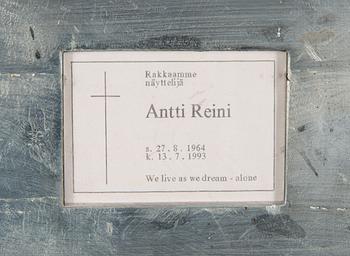 Rakkaamme
näyttelijä
Antti Reini
s. 27.8.1964
k. 13.7.1993
We live as we dream - alone